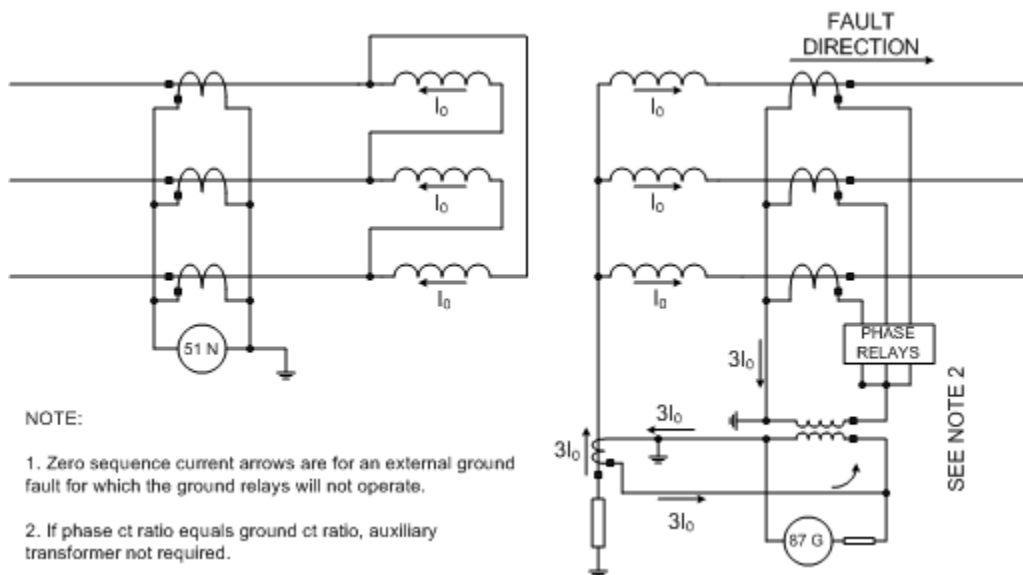 FAULT
DIRECTION
I₀
I₀
I₀
I₀
I₀
I₀
51 N
PHASE
RELAYS
3I₀
3I₀
3I₀
3I₀
87 G
SEE NOTE 2
NOTE:
1. Zero sequence current arrows are for an external ground
fault for which the ground relays will not operate.
2. If phase ct ratio equals ground ct ratio, auxiliary
transformer not required.